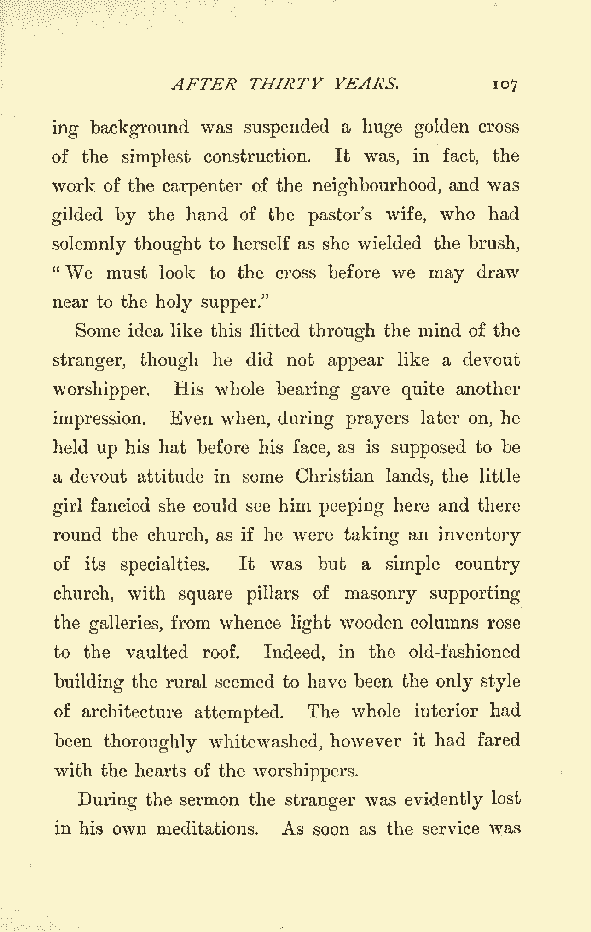 AFTER THIRTY YEARS. 107
ing background was suspended a huge golden cross
of the simplest construction. It was, in fact, the
work of the carpenter of the neighbourhood, and was
gilded by the hand of the pastor's wife, who had
solemnly thought to herself as she wielded the brush,
"We must look to the cross before we may draw
near to the holy supper."
Some idea like this flitted through the mind of the
stranger, though he did not appear like a devout
worshipper. His whole bearing gave quite another
impression. Even when, during prayers later on, he
held up his hat before his face, as is supposed to be
a devout attitude in some Christian lands, the little
girl fancied she could see him peeping here and there
round the church, as if he were taking an inventory
of its specialties. It was but a simple country
church, with square pillars of masonry supporting
the galleries, from whence light wooden columns rose
to the vaulted roof. Indeed, in the old-fashioned
building the rural seemed to have been the only style
of architecture attempted. The whole interior had
been thoroughly whitewashed, however it had fared
with the hearts of the worshippers.
During the sermon the stranger was evidently lost
in his own meditations. As soon as the service was